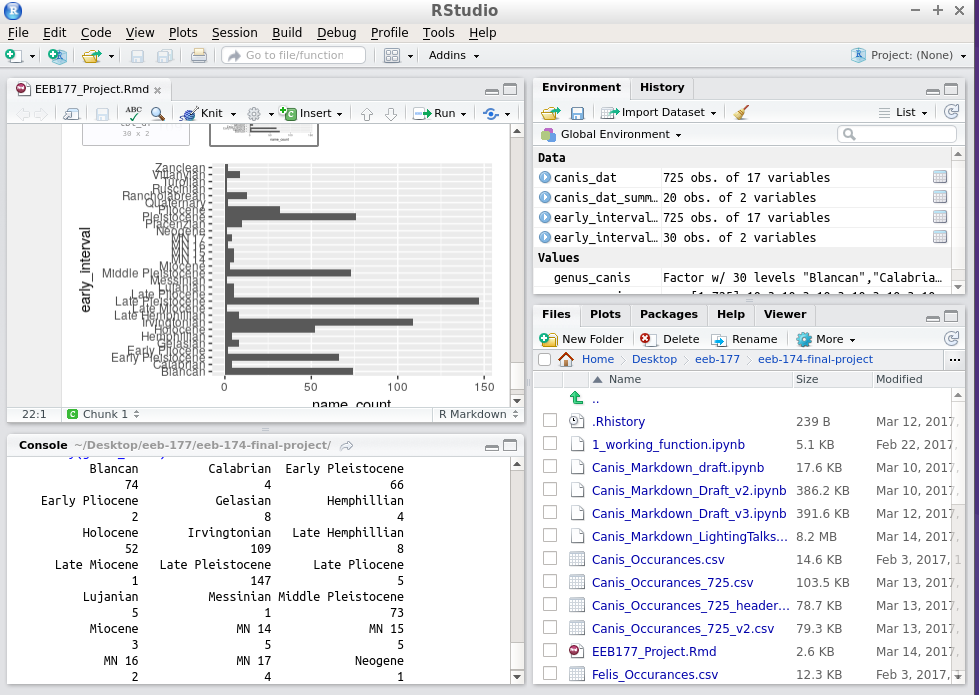 RStudio
File Edit Code View Plots Session Build Debug Profile Tools Help
Go to file/function Addins Project: (None)
EEB177_Project.Rmd
ABC Knit Insert Run
30 x 2
name_count
early_interval
Zanclean
Villanyian
Turolian
Ruscinian
Rancholabrean
Quaternary
Pliocene
Pleistocene
Piacenzian
Neogene
MN 17
MN 16
MN 15
MN 14
Miocene
Middle Pleistocene
Messinian
Lujanian
Late Pliocene
Late Pleistocene
Late Miocene
Late Hemphillian
Irvingtonian
Holocene
Hemphillian
Gelasian
Early Pliocene
Early Pleistocene
Calabrian
Blancan
0 50 100 150
name_count
22:1 Chunk 1 R Markdown
Console ~/Desktop/eeb-177/eeb-174-final-project/
Blancan Calabrian Early Pleistocene
74 4 66
Early Pliocene Gelasian Hemphillian
2 8 4
Holocene Irvingtonian Late Hemphillian
52 109 8
Late Miocene Late Pleistocene Late Pliocene
1 147 5
Lujanian Messinian Middle Pleistocene
5 1 73
Miocene MN 14 MN 15
3 5 5
MN 16 MN 17 Neogene
2 4 1
Environment History
Import Dataset List
Global Environment
Data
canis_dat 725 obs. of 17 variables
canis_dat_summ… 20 obs. of 2 variables
early_interval… 725 obs. of 17 variables
early_interval… 30 obs. of 2 variables
Values
genus_canis Factor w/ 30 levels "Blancan","Calabria…
Files Plots Packages Help Viewer
New Folder Delete Rename More
Home Desktop eeb-177 eeb-174-final-project ...
Name Size Modified
..
.Rhistory 239 B Mar 12, 2017,
1_working_function.ipynb 5.1 KB Feb 22, 2017,
Canis_Markdown_draft.ipynb 17.6 KB Mar 10, 2017,
Canis_Markdown_Draft_v2.ipynb 386.2 KB Mar 10, 2017,
Canis_Markdown_Draft_v3.ipynb 391.6 KB Mar 12, 2017,
Canis_Markdown_LightingTalks... 8.2 MB Mar 14, 2017,
Canis_Occurances.csv 14.6 KB Feb 3, 2017, 1
Canis_Occurances_725.csv 103.5 KB Mar 13, 2017,
Canis_Occurances_725_header... 78.7 KB Mar 13, 2017,
Canis_Occurances_725_v2.csv 79.3 KB Mar 13, 2017,
EEB177_Project.Rmd 2.6 KB Mar 14, 2017,
Felis_Occurances.csv 12.3 KB Feb 3, 2017,